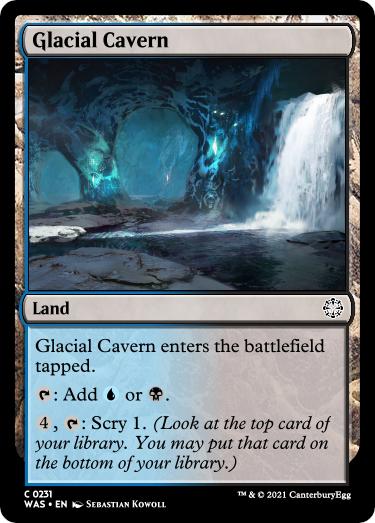 Glacial Cavern
Land
Glacial Cavern enters the battlefield
tapped.
: Add or .
4, : Scry 1. (Look at the top card of
your library. You may put that card on
the bottom of your library.)
C 0231
WAS • EN Sebastian Kowoll
™ & © 2021 CanterburyEgg